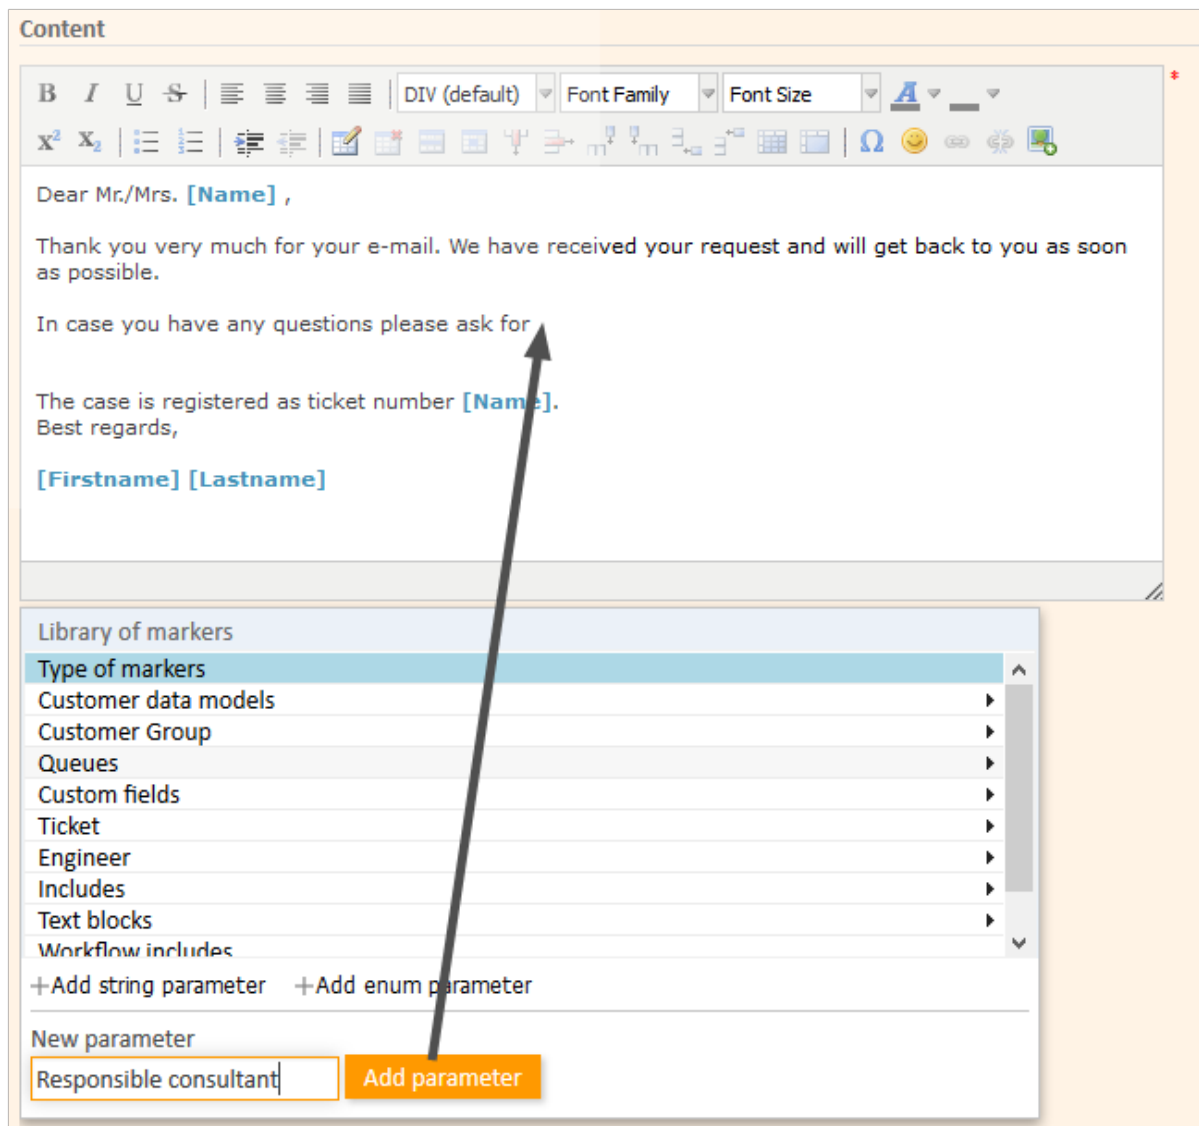 Content
*
B I U S DIV (default) Font Family Font Size A
x² X₂ Ω
Dear Mr./Mrs. [Name] ,
Thank you very much for your e-mail. We have received your request and will get back to you as soon
as possible.
In case you have any questions please ask for
The case is registered as ticket number [Name].
Best regards,
[Firstname] [Lastname]
Library of markers
Type of markers
Customer data models
Customer Group
Queues
Custom fields
Ticket
Engineer
Includes
Text blocks
Workflow includes
+Add string parameter +Add enum parameter
New parameter
Responsible consultant Add parameter